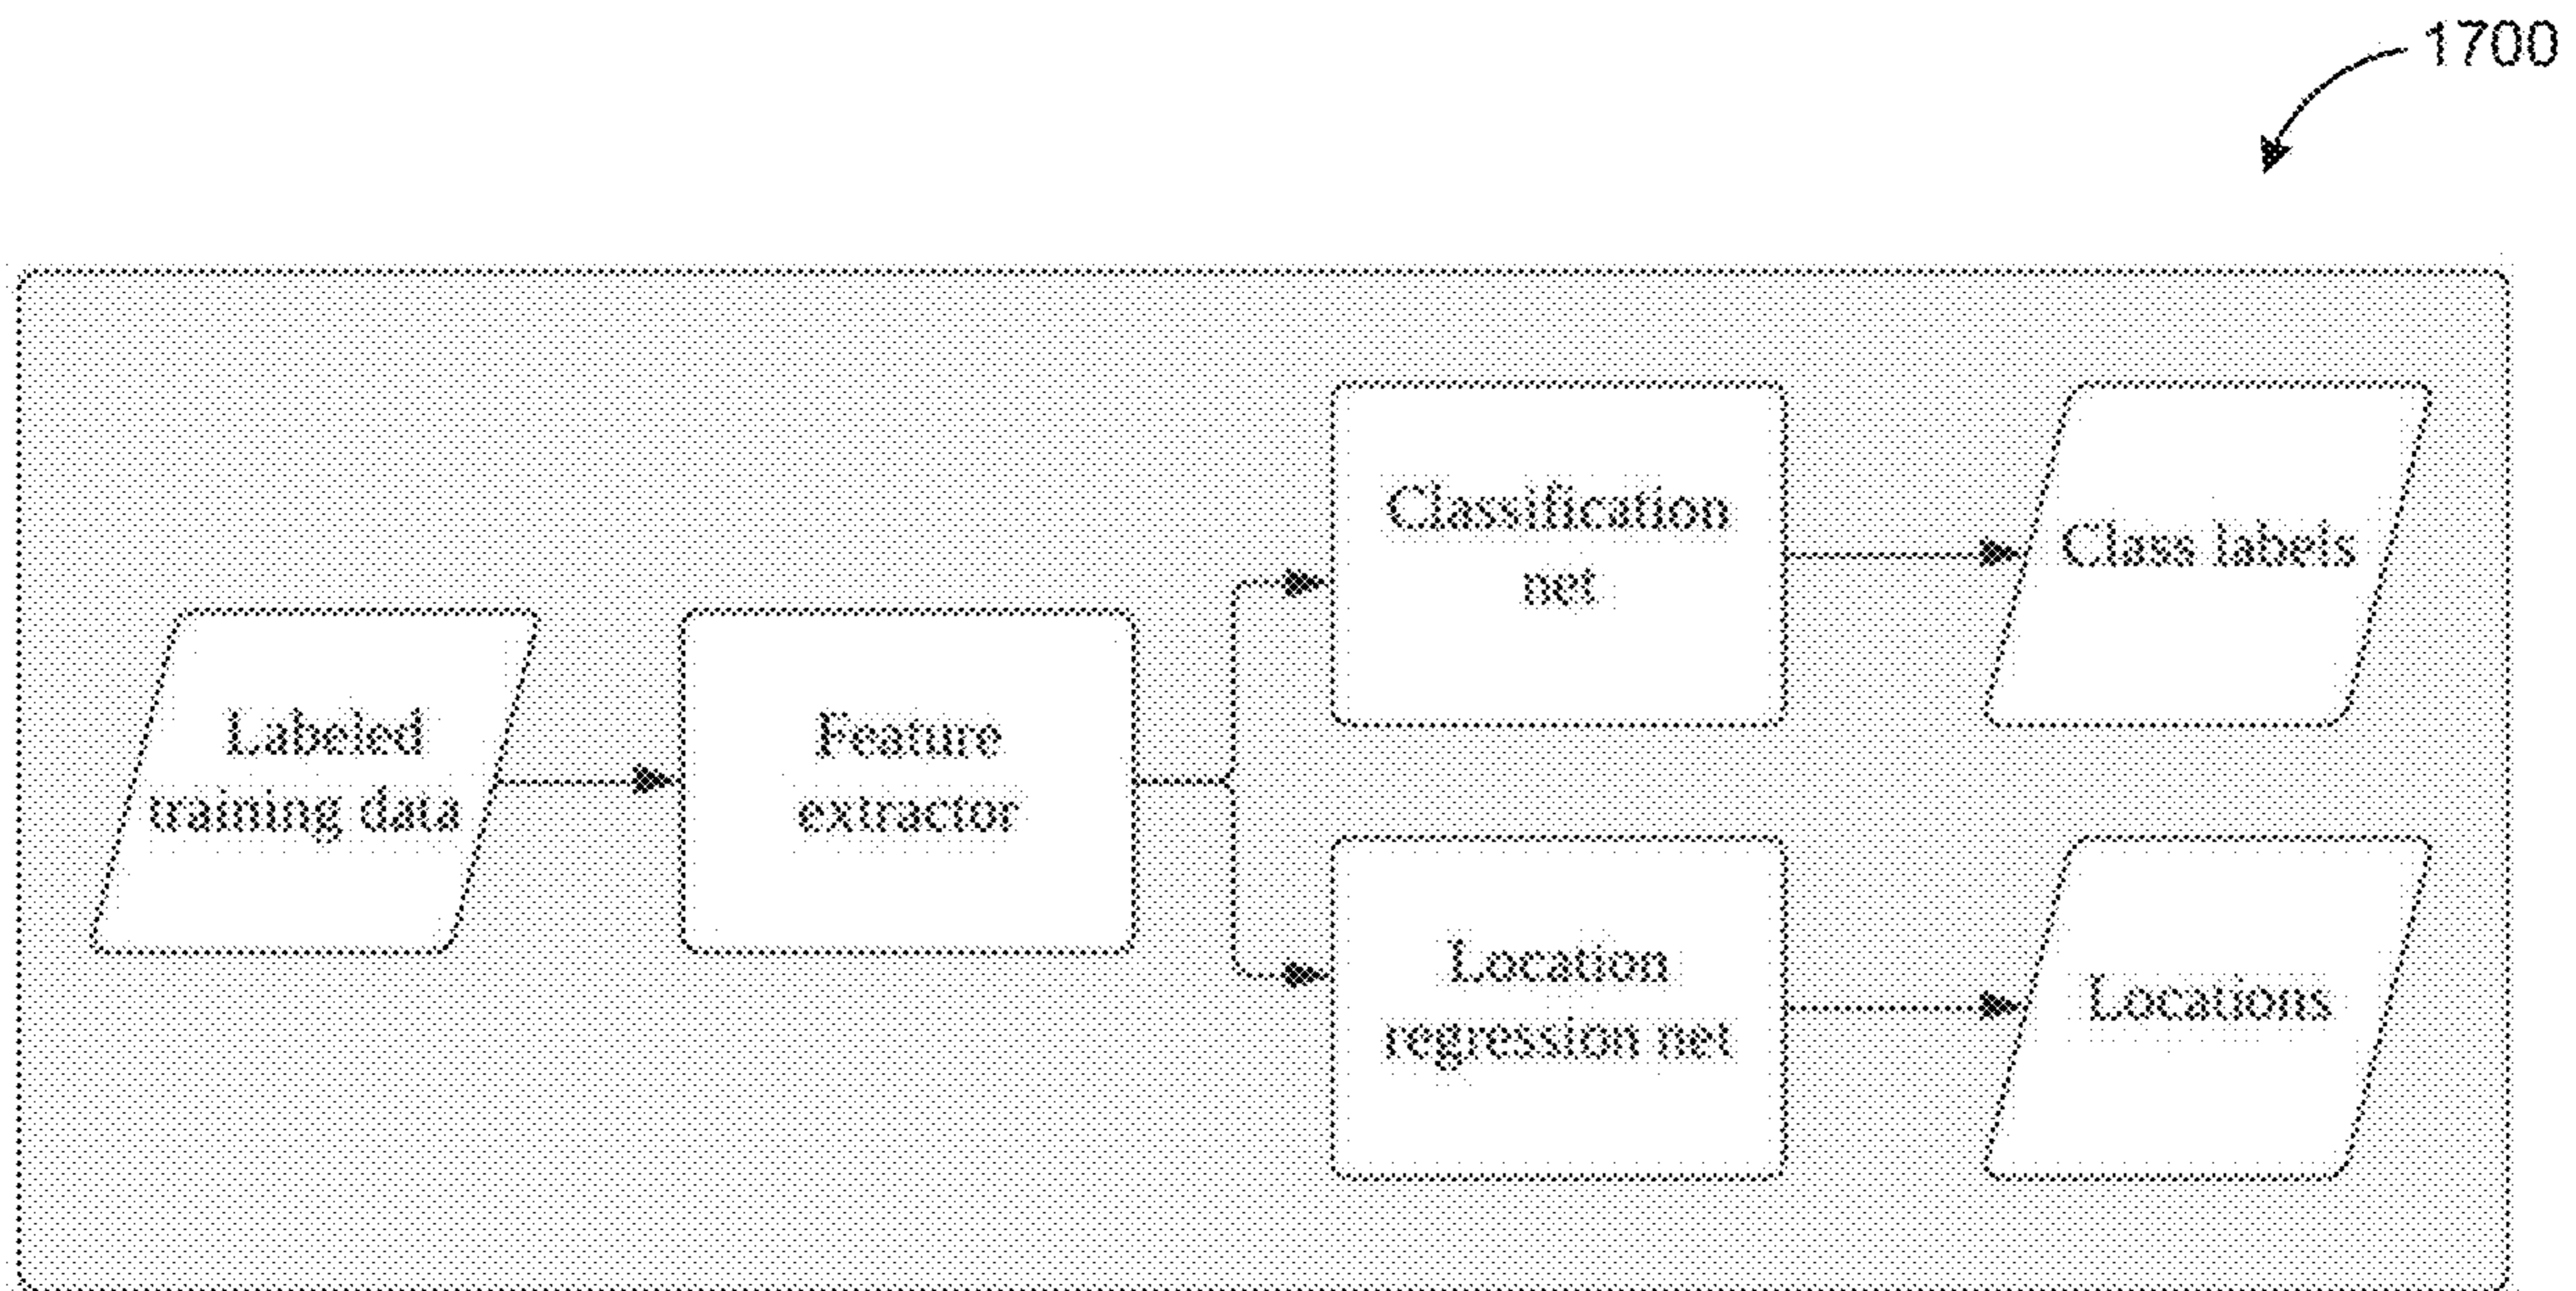 1700
Labeled
training data
Feature
extractor
Classification
net
Class labels
Location
regression net
Locations